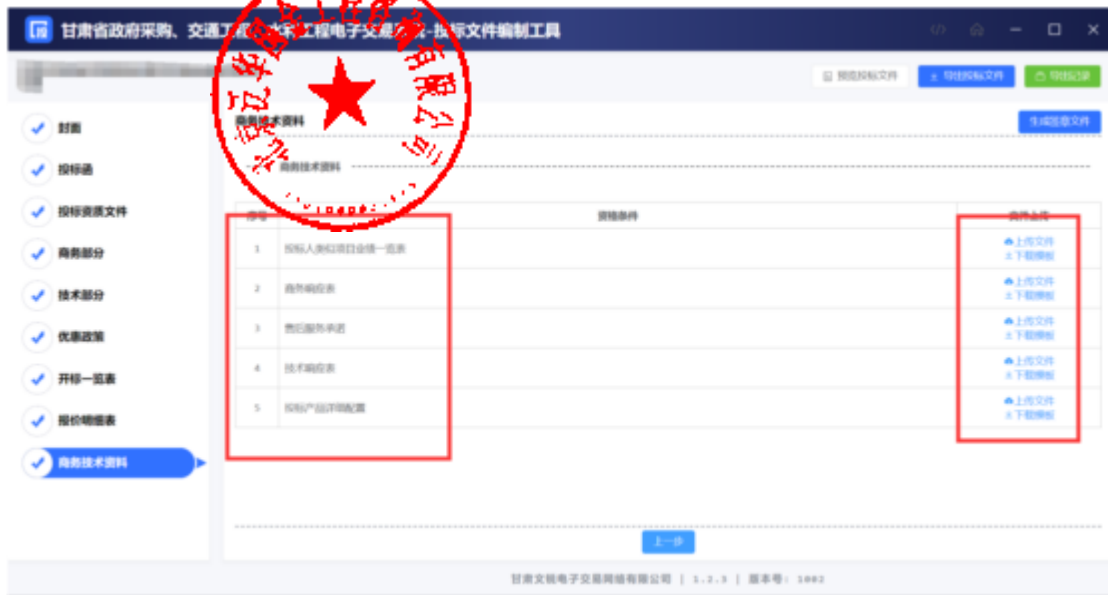 甘肃省政府采购、交通工程、水利工程电子交易系统-投标文件编制工具
预览投标文件
导出投标文件
导出记录
封面
投标函
投标资质文件
商务部分
技术部分
优惠政策
开标一览表
报价明细表
商务技术资料
商务技术资料
生成签章文件
商务技术资料
序号 资格条件 文件上传
1 投标人类似项目业绩一览表 上传文件
下载模板
2 商务响应表 上传文件
下载模板
3 售后服务承诺 上传文件
下载模板
4 技术响应表 上传文件
下载模板
5 投标产品详细配置 上传文件
下载模板
上一步
甘肃文锐电子交易网络有限公司 | 1.2.3 | 版本号: 1002